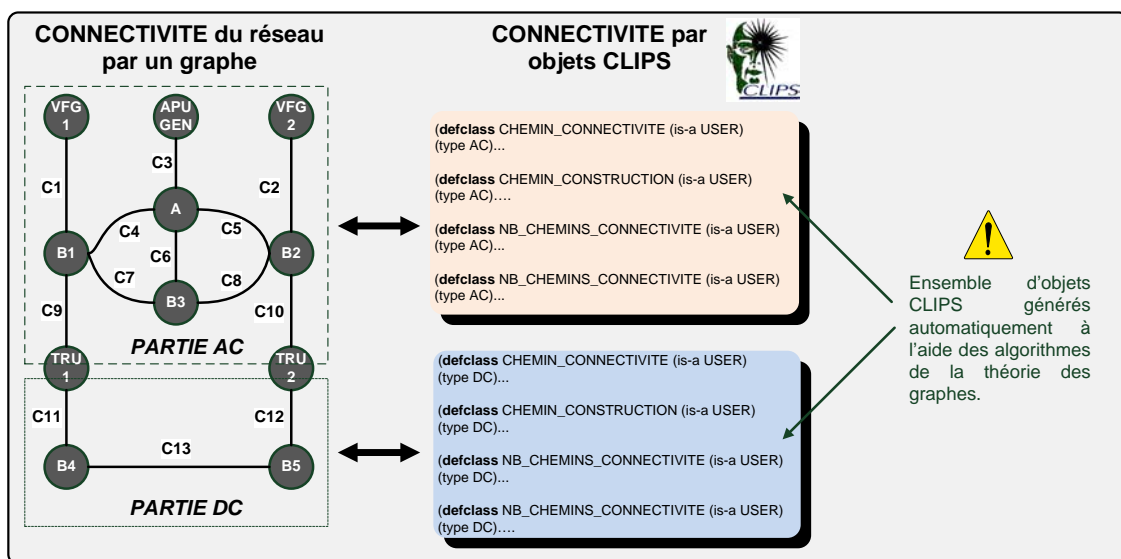 CONNECTIVITE du réseau
par un graphe
VFG
1
APU
GEN
VFG
2
C3
C1
C2
A
C4
C5
B1
C6
B2
C7
C8
B3
C9
C10
PARTIE AC
TRU
1
TRU
2
C11
C12
C13
B4
B5
PARTIE DC
CONNECTIVITE par
objets CLIPS
CLIPS
(defclass CHEMIN_CONNECTIVITE (is-a USER)
(type AC)...
(defclass CHEMIN_CONSTRUCTION (is-a USER)
(type AC)….
(defclass NB_CHEMINS_CONNECTIVITE (is-a USER)
(type AC)...
(defclass NB_CHEMINS_CONNECTIVITE (is-a USER)
(type AC)...
(defclass CHEMIN_CONNECTIVITE (is-a USER)
(type DC)...
(defclass CHEMIN_CONSTRUCTION (is-a USER)
(type DC)...
(defclass NB_CHEMINS_CONNECTIVITE (is-a USER)
(type DC)...
(defclass NB_CHEMINS_CONNECTIVITE (is-a USER)
(type DC)….
Ensemble d’objets
CLIPS générés
automatiquement à
l’aide des algorithmes
de la théorie des
graphes.